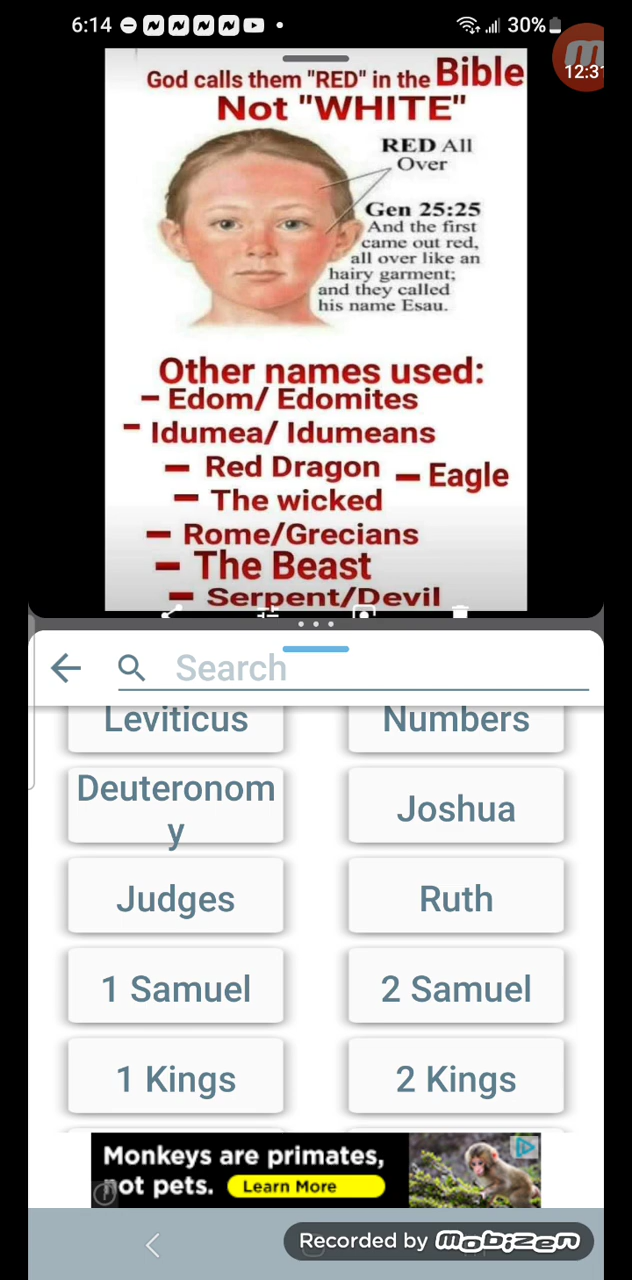 6:14
30%
12:31
God calls them "RED" in the Bible
Not "WHITE"
RED All
Over
Gen 25:25
And the first
came out red,
all over like an
hairy garment;
and they called
his name Esau.
Other names used:
– Edom/ Edomites
– Idumea/ Idumeans
– Red Dragon – Eagle
– The wicked
– Rome/Grecians
– The Beast
– Serpent/Devil
Search
Leviticus Numbers
Deuteronom
y
Joshua
Judges Ruth
1 Samuel 2 Samuel
1 Kings 2 Kings
Monkeys are primates,
not pets. Learn More
Recorded by mobizen